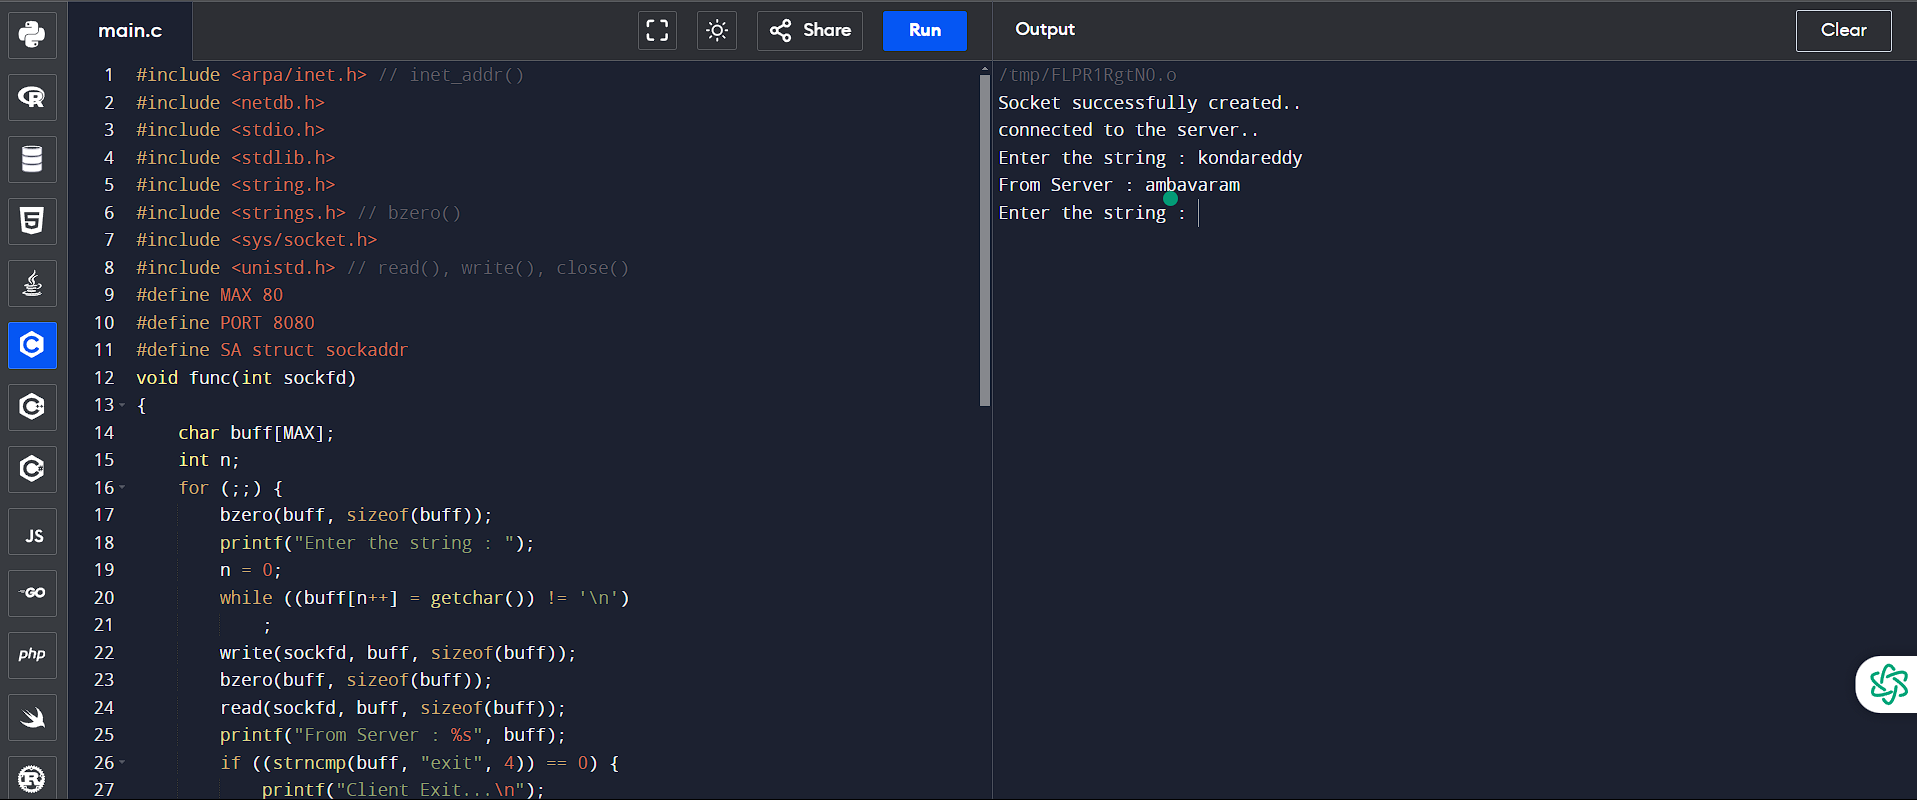 main.c
Share
Run
Output
Clear
1 #include <arpa/inet.h> // inet_addr()
2 #include <netdb.h>
3 #include <stdio.h>
4 #include <stdlib.h>
5 #include <string.h>
6 #include <strings.h> // bzero()
7 #include <sys/socket.h>
8 #include <unistd.h> // read(), write(), close()
9 #define MAX 80
10 #define PORT 8080
11 #define SA struct sockaddr
12 void func(int sockfd)
13 {
14     char buff[MAX];
15     int n;
16     for (;;) {
17         bzero(buff, sizeof(buff));
18         printf("Enter the string : ");
19         n = 0;
20         while ((buff[n++] = getchar()) != '\n')
21             ;
22         write(sockfd, buff, sizeof(buff));
23         bzero(buff, sizeof(buff));
24         read(sockfd, buff, sizeof(buff));
25         printf("From Server : %s", buff);
26         if ((strncmp(buff, "exit", 4)) == 0) {
27             printf("Client Exit...\n");
/tmp/FLPR1RgtNO.o
Socket successfully created..
connected to the server..
Enter the string : kondareddy
From Server : ambavaram
Enter the string :
R
5
C
C++
C#
JS
GO
php
R